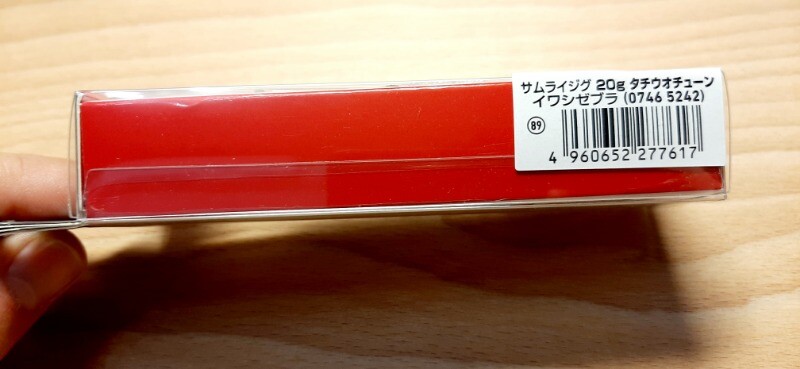 サムライジグ 20g タチウオチューン
イワシゼブラ (0746 5242)
89
4 960652 277617